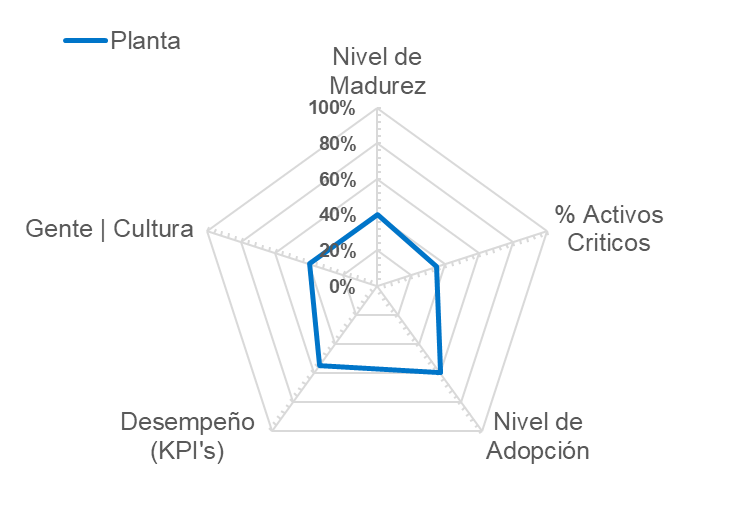 Planta
Nivel de
Madurez
100%
80%
60%
40%
20%
0%
% Activos
Criticos
Nivel de
Adopción
Desempeño
(KPI's)
Gente | Cultura